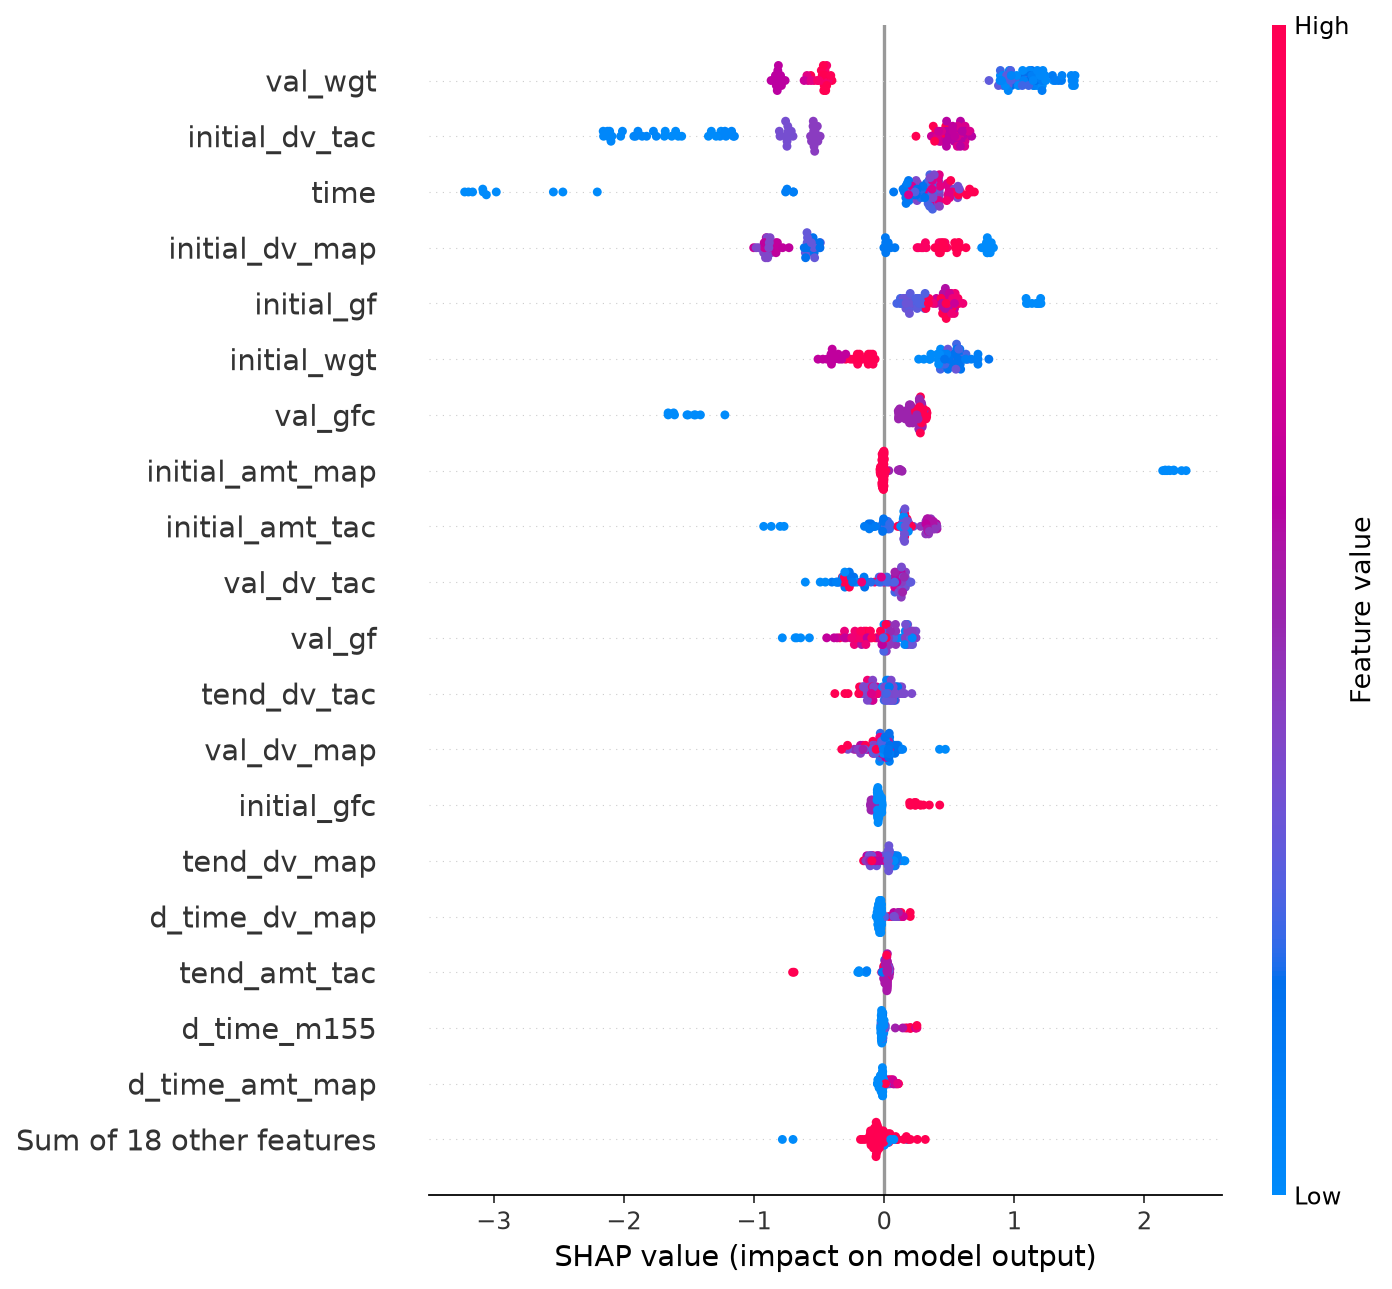 High
val_wgt
initial_dv_tac
time
initial_dv_map
initial_gf
initial_wgt
val_gfc
initial_amt_map
initial_amt_tac
val_dv_tac
val_gf
tend_dv_tac
val_dv_map
initial_gfc
tend_dv_map
d_time_dv_map
tend_amt_tac
d_time_m155
d_time_amt_map
Sum of 18 other features
Feature value
Low
−3 −2 −1 0 1 2
SHAP value (impact on model output)